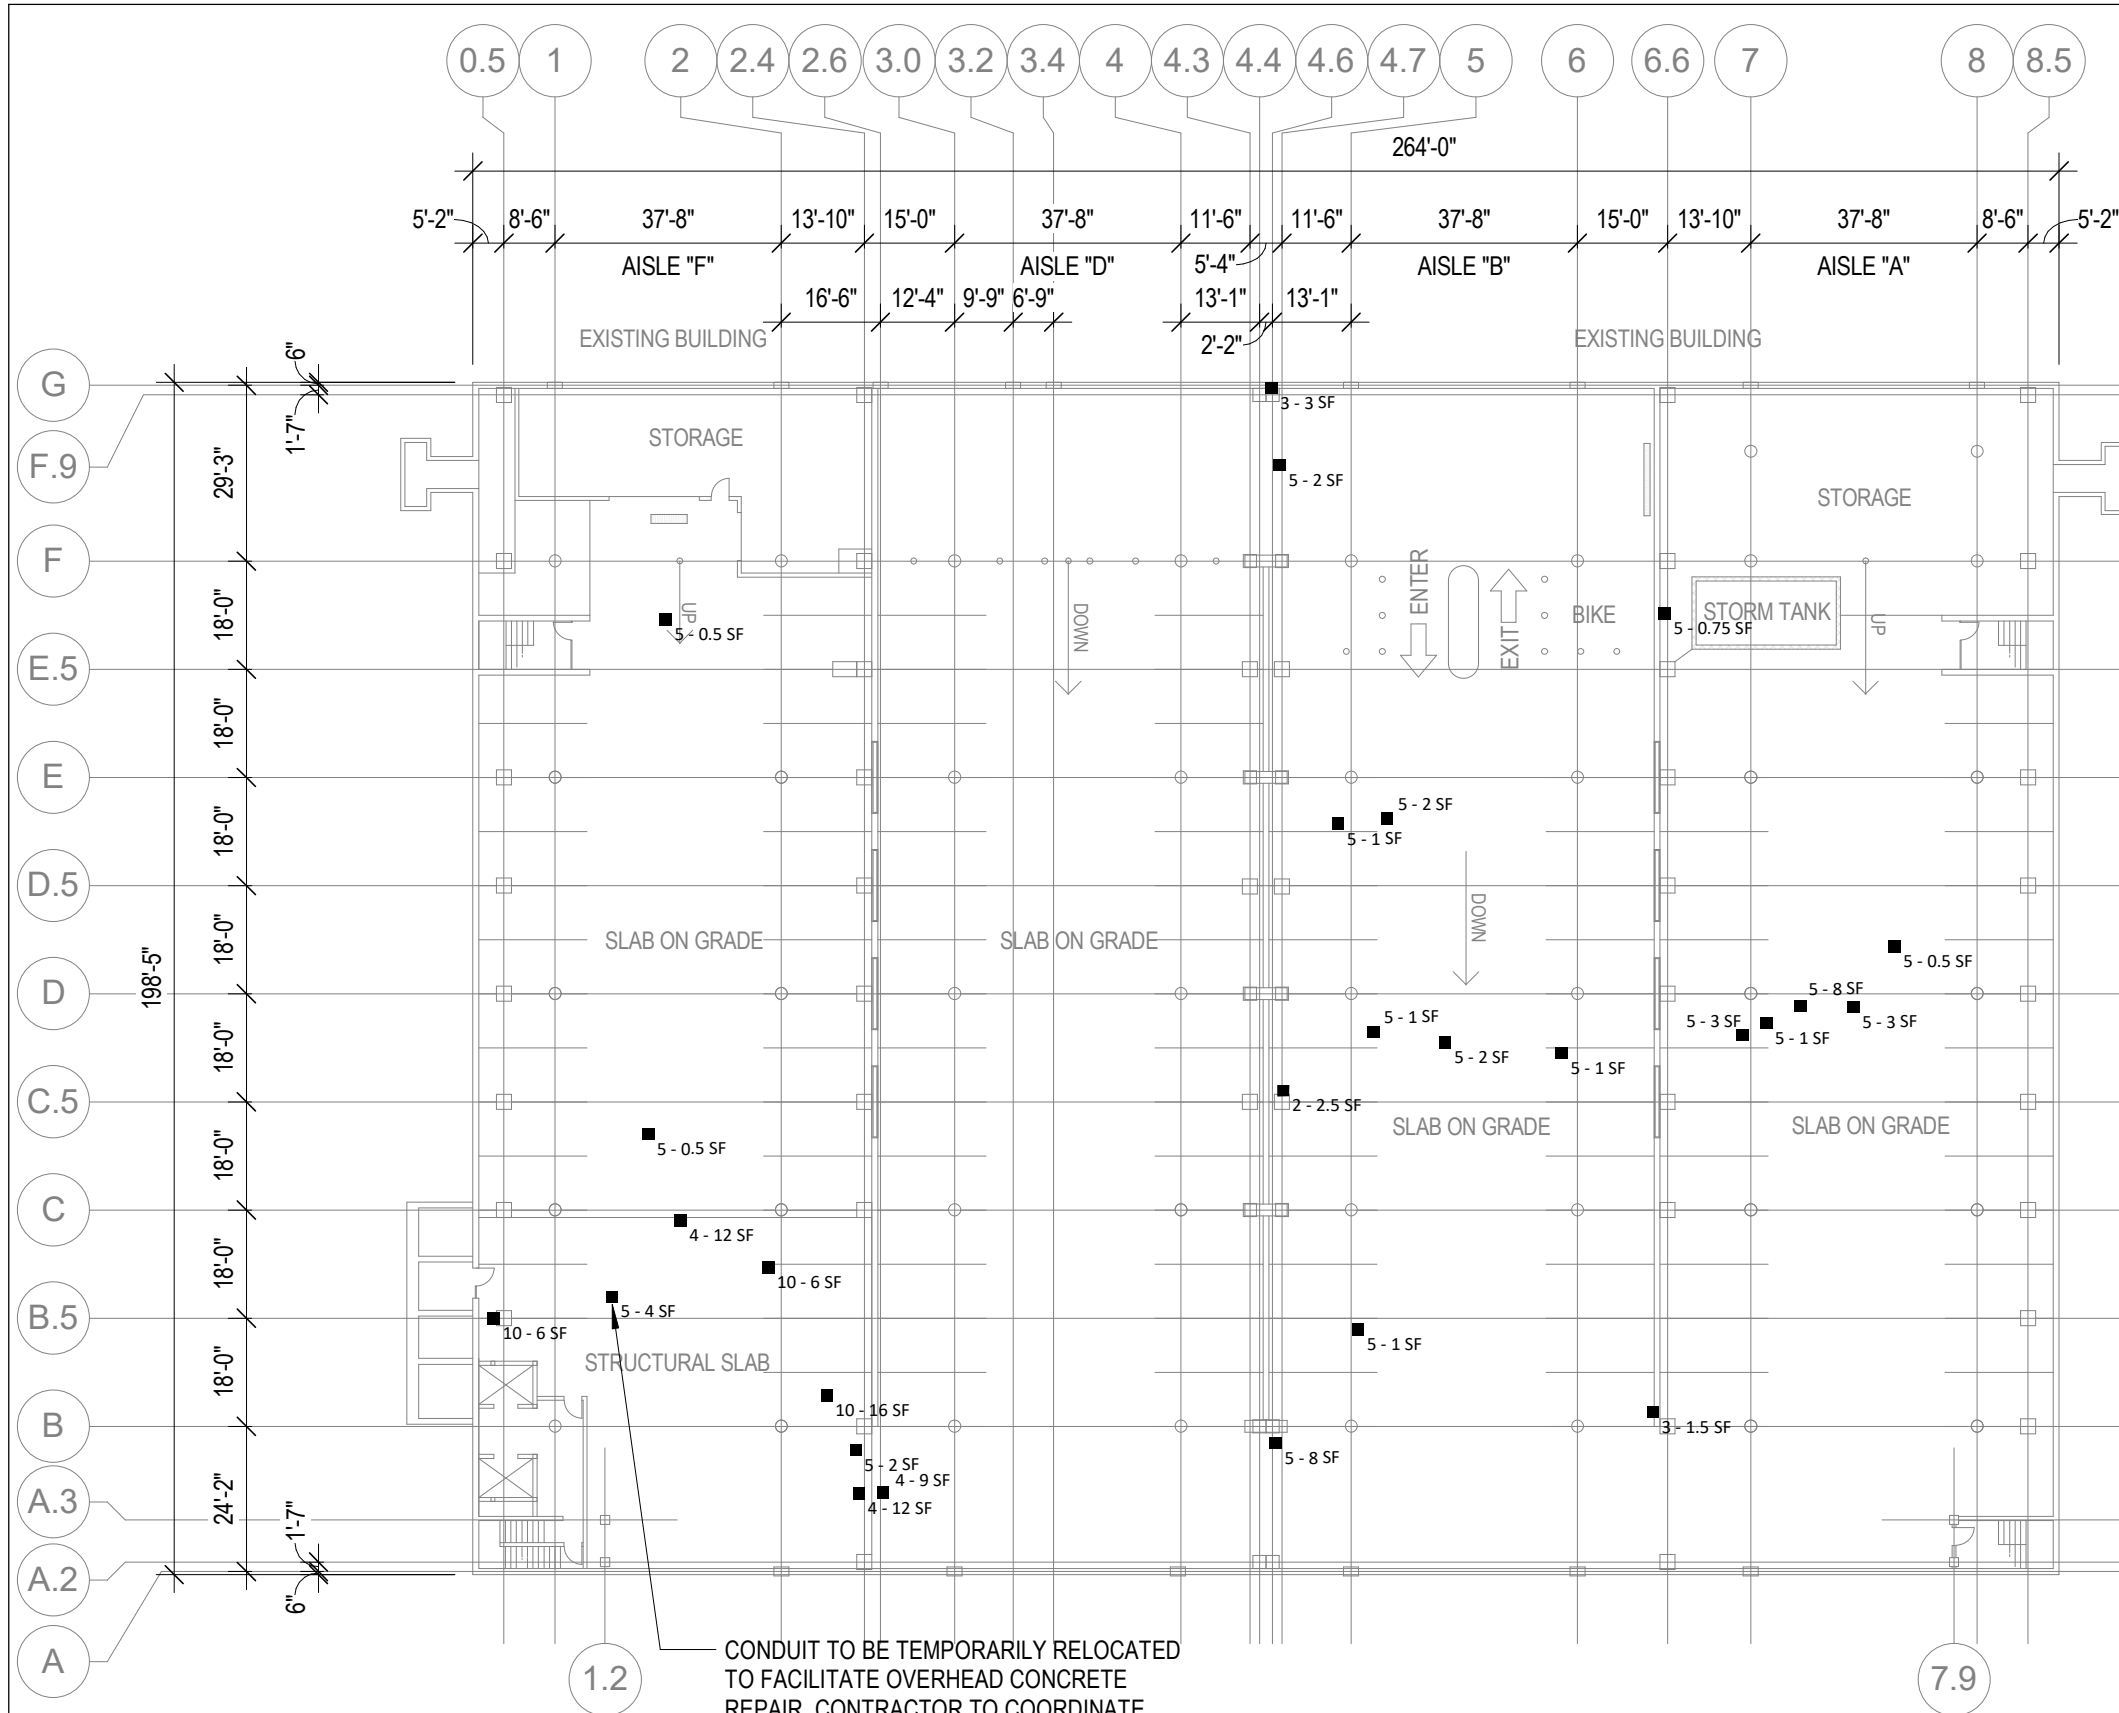 0.5 1 2 2.4 2.6 3.0 3.2 3.4 4 4.3 4.4 4.6 4.7 5 6 6.6 7 8 8.5
264'-0"
5'-2" 8'-6" 37'-8" 13'-10" 15'-0" 37'-8" 11'-6" 11'-6" 37'-8" 15'-0" 13'-10" 37'-8" 8'-6" 5'-2"
AISLE "F" AISLE "D" 5'-4" AISLE "B" AISLE "A"
16'-6" 12'-4" 9'-9" 6'-9" 13'-1" 13'-1"
2'-2"
EXISTING BUILDING EXISTING BUILDING
6"
G
3 - 3 SF
1'-7"
STORAGE
F.9
29'-3"
5 - 2 SF
STORAGE
F
ENTER
18'-0"
UP
DOWN
EXIT
BIKE
STORM TANK
UP
5 - 0.5 SF
5 - 0.75 SF
E.5
18'-0"
E
5 - 2 SF
18'-0"
5 - 1 SF
D.5
DOWN
18'-0"
SLAB ON GRADE SLAB ON GRADE
5 - 0.5 SF
198'-5"
D
5 - 8 SF
5 - 1 SF
5 - 3 SF
5 - 3 SF
18'-0"
5 - 1 SF
5 - 2 SF
5 - 1 SF
C.5
2 - 2.5 SF
SLAB ON GRADE SLAB ON GRADE
18'-0"
5 - 0.5 SF
C
4 - 12 SF
18'-0"
10 - 6 SF
5 - 4 SF
B.5
10 - 6 SF
5 - 1 SF
STRUCTURAL SLAB
18'-0"
10 - 16 SF
B
3 - 1.5 SF
5 - 2 SF
5 - 8 SF
4 - 9 SF
A.3
24'-2"
4 - 12 SF
1'-7"
A.2
6"
A
CONDUIT TO BE TEMPORARILY RELOCATED
1.2
TO FACILITATE OVERHEAD CONCRETE
7.9
REPAIR. CONTRACTOR TO COORDINATE